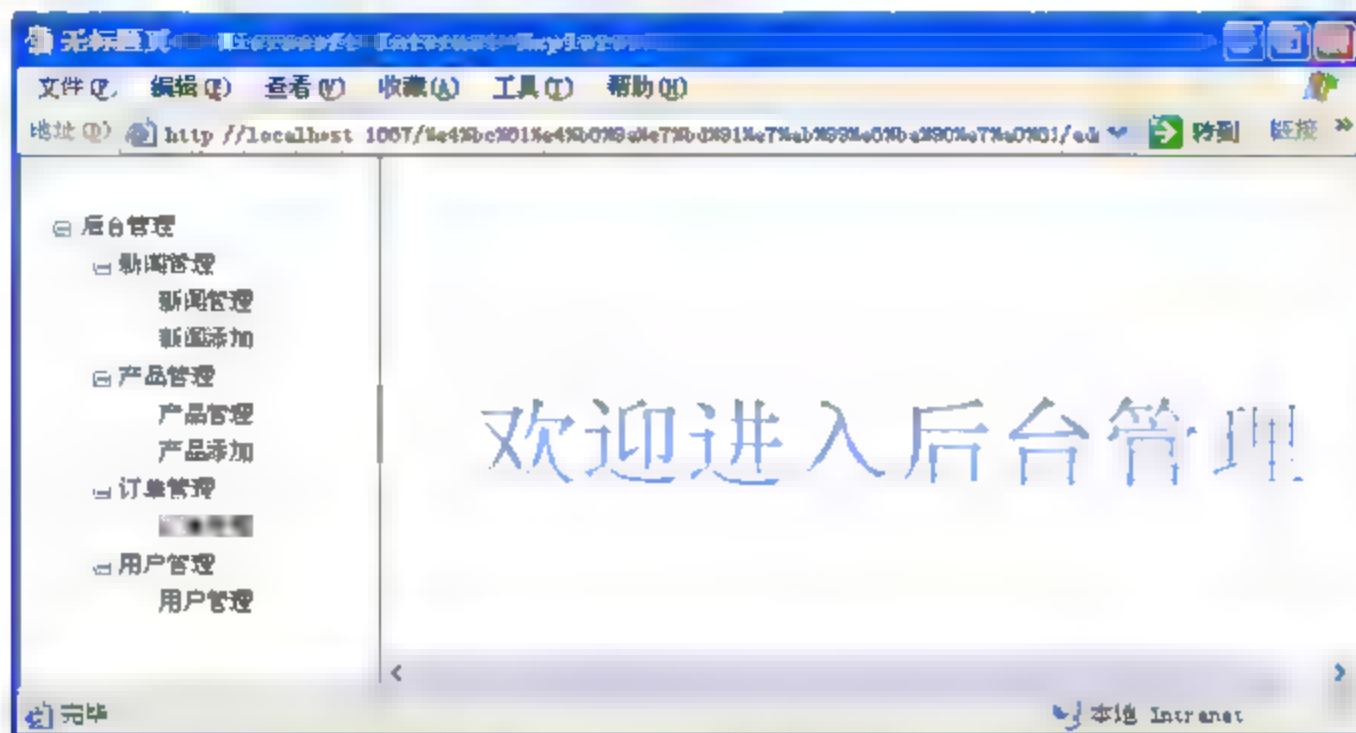 无标题页 - Microsoft Internet Explorer
文件(F) 编辑(E) 查看(V) 收藏(A) 工具(T) 帮助(H)
地址(D) 转到 链接 »
后台管理
新闻管理
新闻管理
新闻添加
产品管理
产品管理
产品添加
订单管理
用户管理
用户管理
欢迎进入后台管理
完毕 本地 Intranet